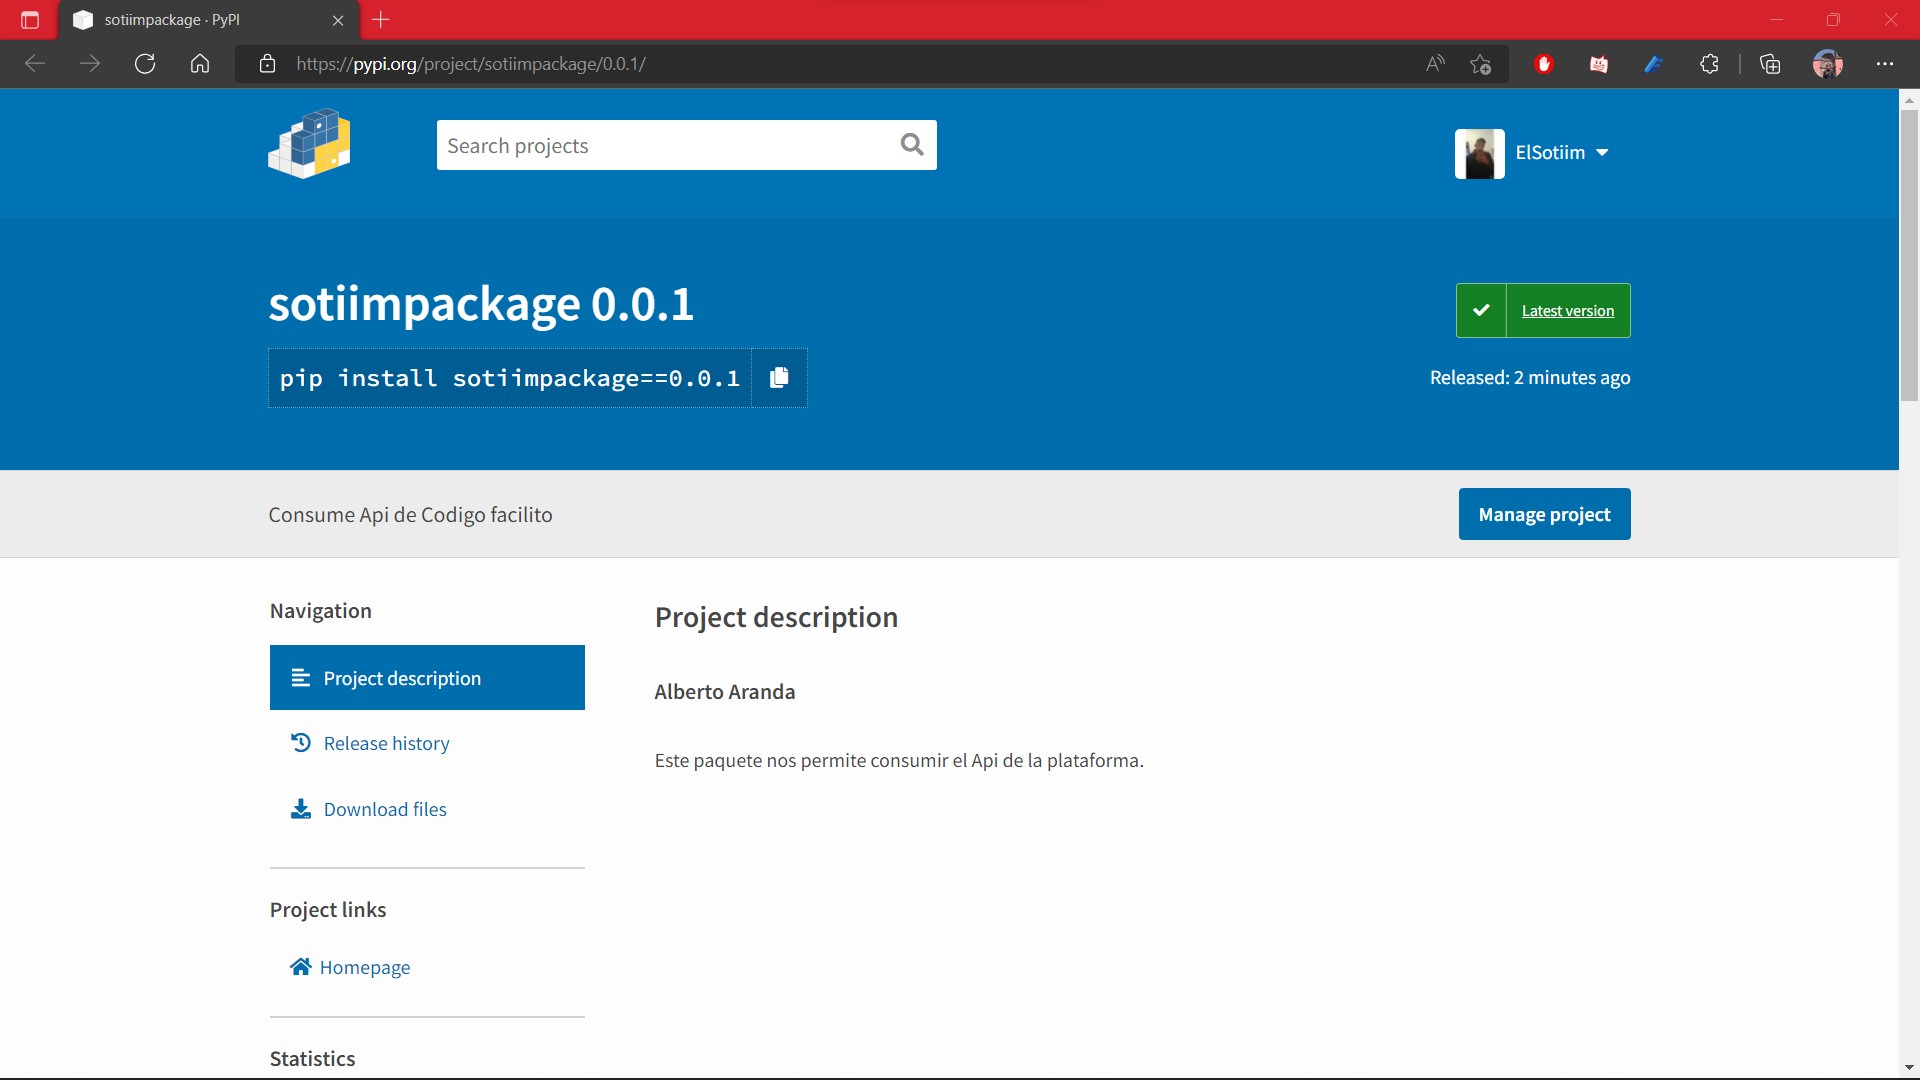 sotiimpackage · PyPI
https://pypi.org/project/sotiimpackage/0.0.1/
Search projects
ElSotiim
sotiimpackage 0.0.1
Latest version
pip install sotiimpackage==0.0.1
Released: 2 minutes ago
Consume Api de Codigo facilito
Manage project
Navigation
Project description
Project description
Alberto Aranda
Release history
Este paquete nos permite consumir el Api de la plataforma.
Download files
Project links
Homepage
Statistics